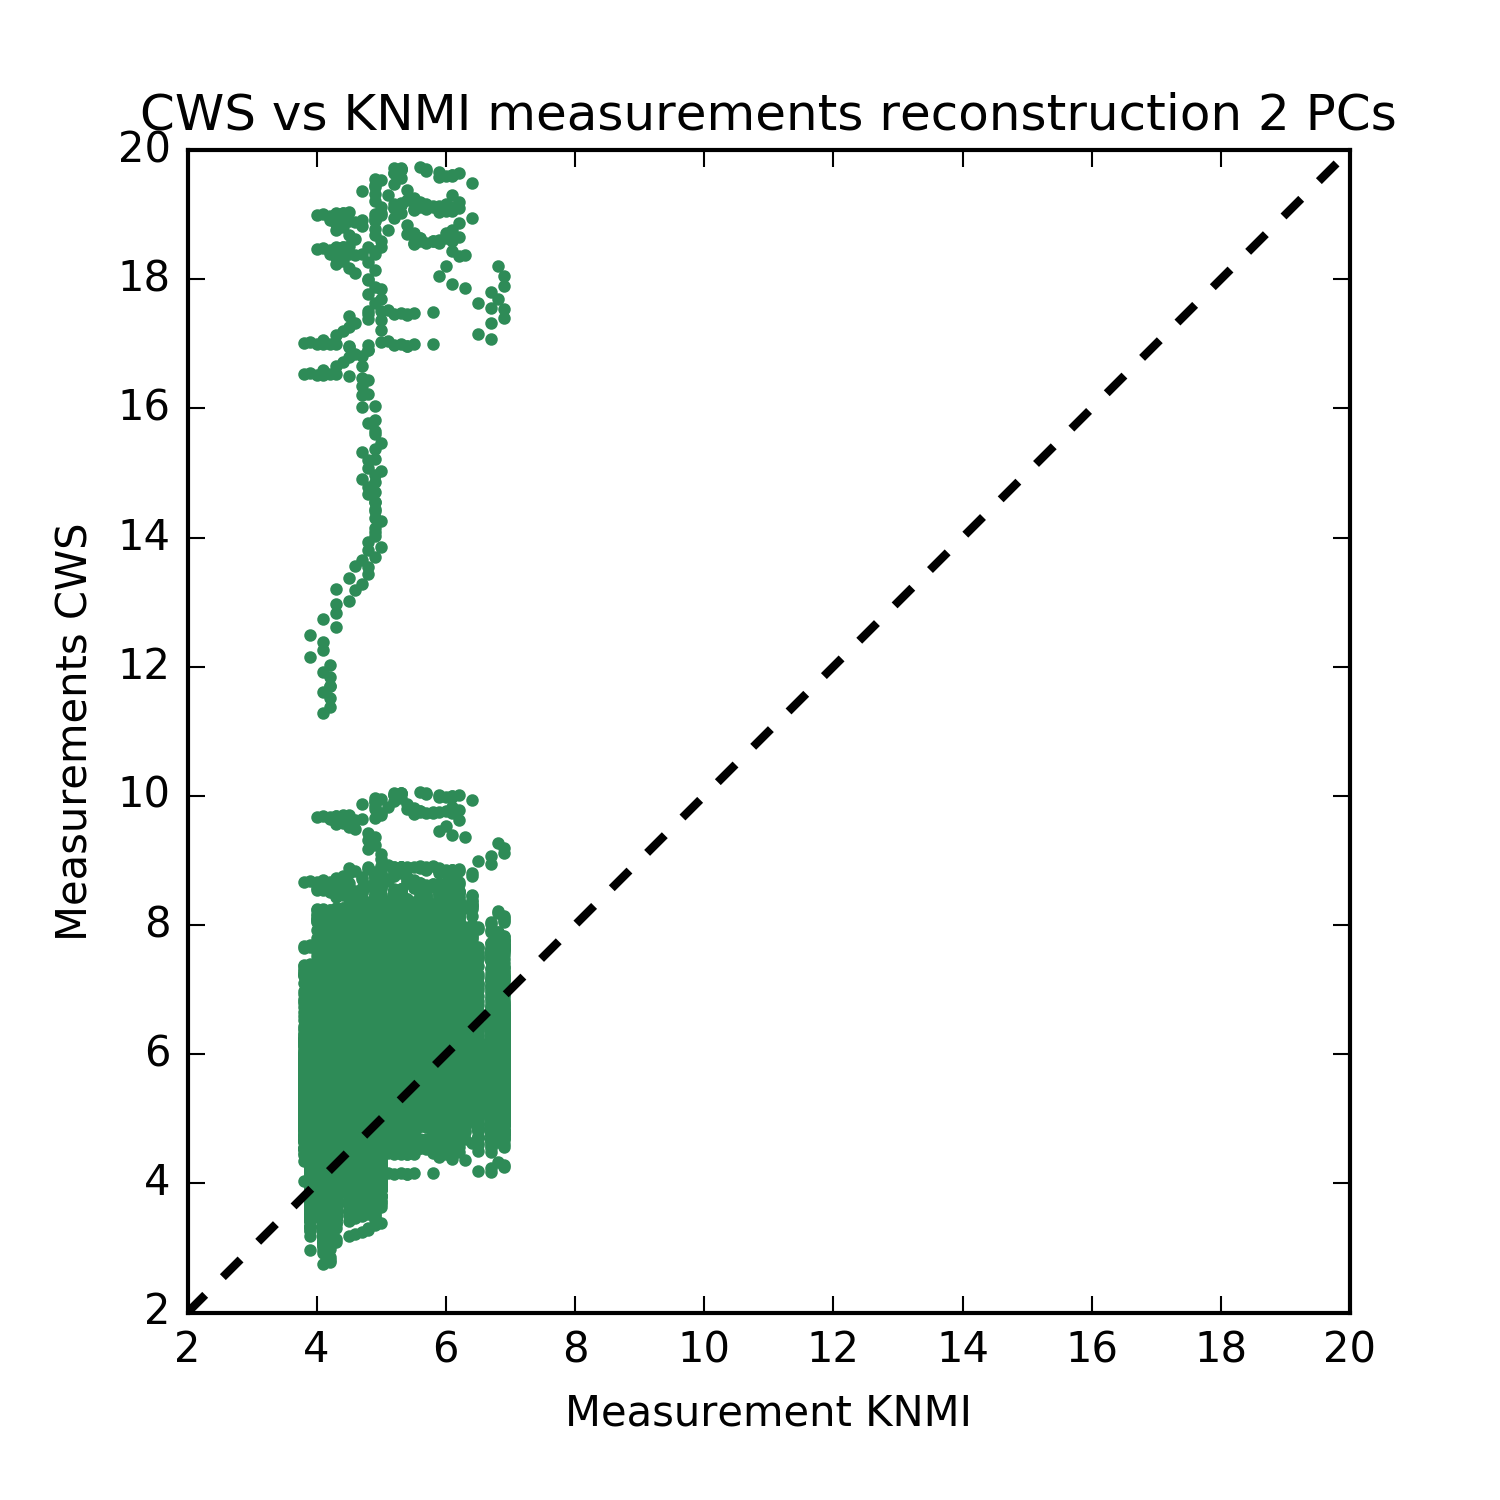 CWS vs KNMI measurements reconstruction 2 PCs
20
18
16
14
12
10
8
6
4
2
Measurements CWS
2 4 6 8 10 12 14 16 18 20
Measurement KNMI